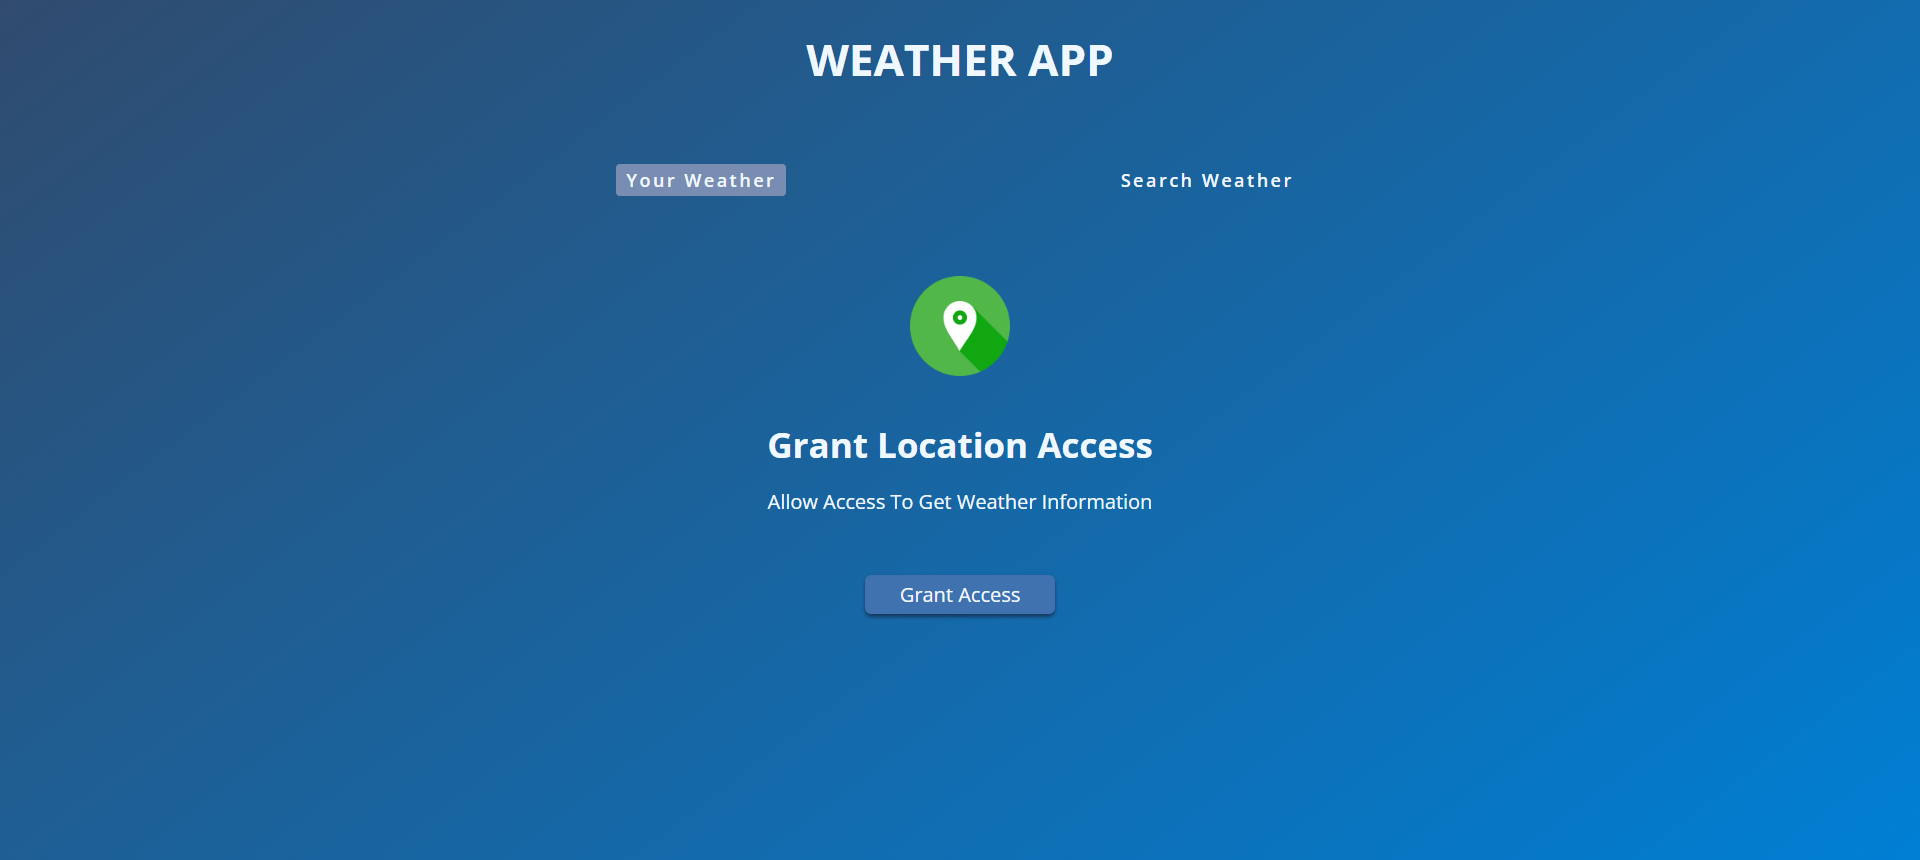 WEATHER APP
Your Weather
Search Weather
Grant Location Access
Allow Access To Get Weather Information
Grant Access